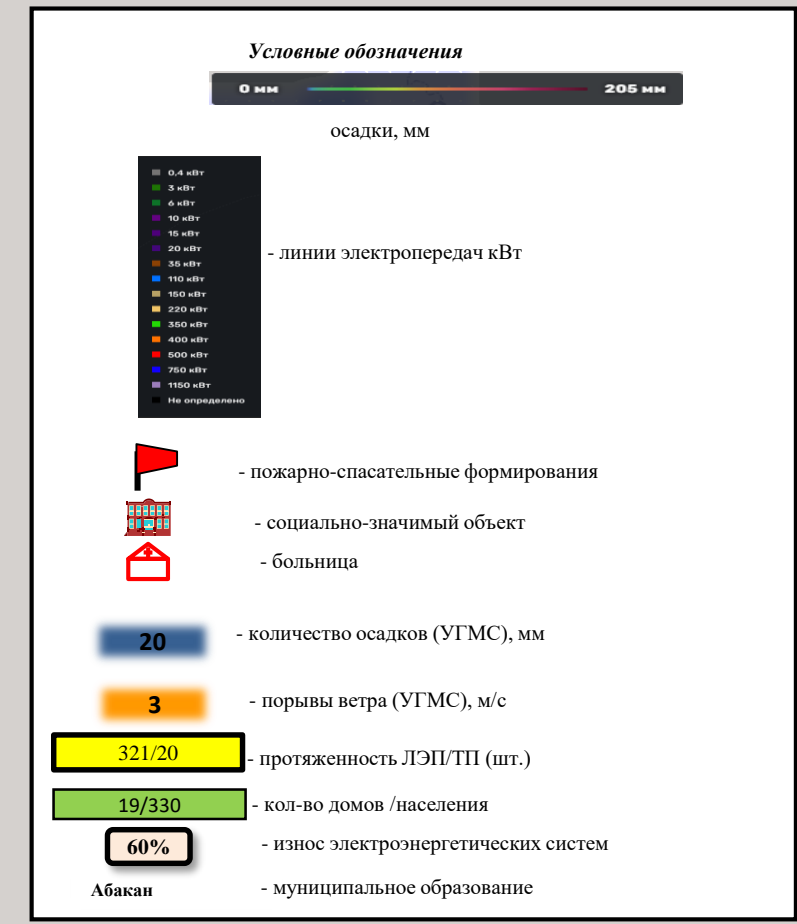 Условные обозначения
0 мм 205 мм
осадки, мм
0,4 кВт
3 кВт
6 кВт
10 кВт
15 кВт
20 кВт
35 кВт
110 кВт
150 кВт
220 кВт
350 кВт
400 кВт
500 кВт
750 кВт
1150 кВт
Не определено
- линии электропередач кВт
- пожарно-спасательные формирования
- социально-значимый объект
- больница
20 - количество осадков (УГМС), мм
3 - порывы ветра (УГМС), м/с
321/20 - протяженность ЛЭП/ТП (шт.)
19/330 - кол-во домов /населения
60% - износ электроэнергетических систем
Абакан - муниципальное образование